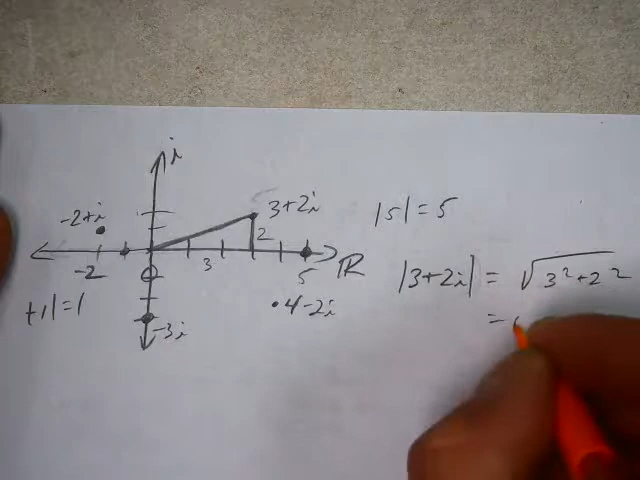 i
-2+i
3+2i
|5|=5
2
-2
3
5
R
|3+2i| = √3²+2²
|-1|=1
-3i
4-2i
=